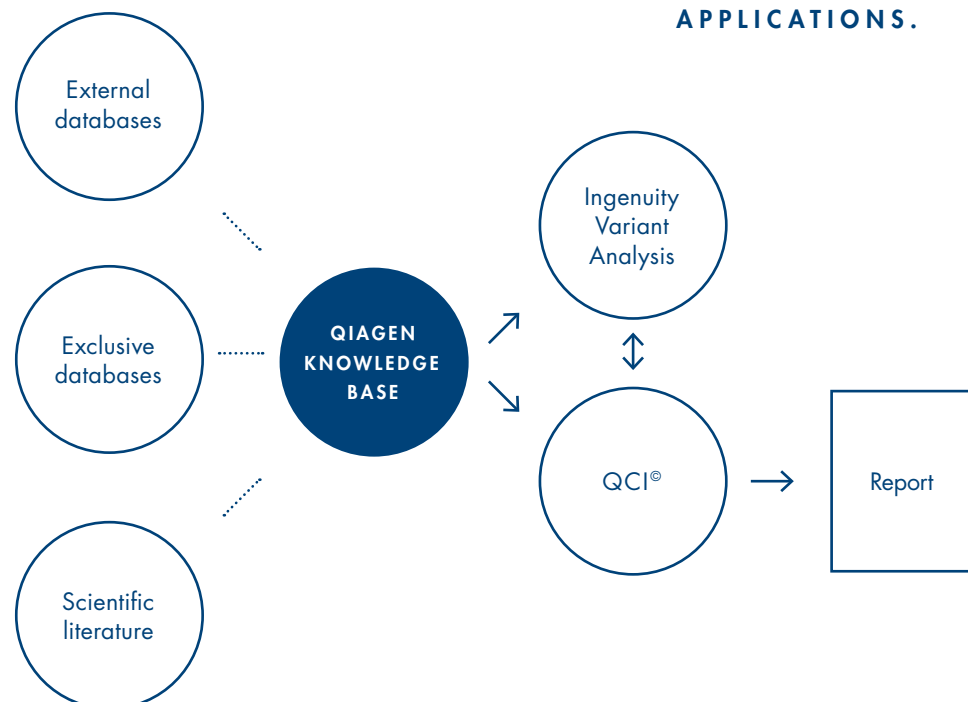 APPLICATIONS.
External
databases
Ingenuity
Variant
Analysis
QIAGEN
KNOWLEDGE
BASE
Exclusive
databases
QCI©
Report
Scientific
literature